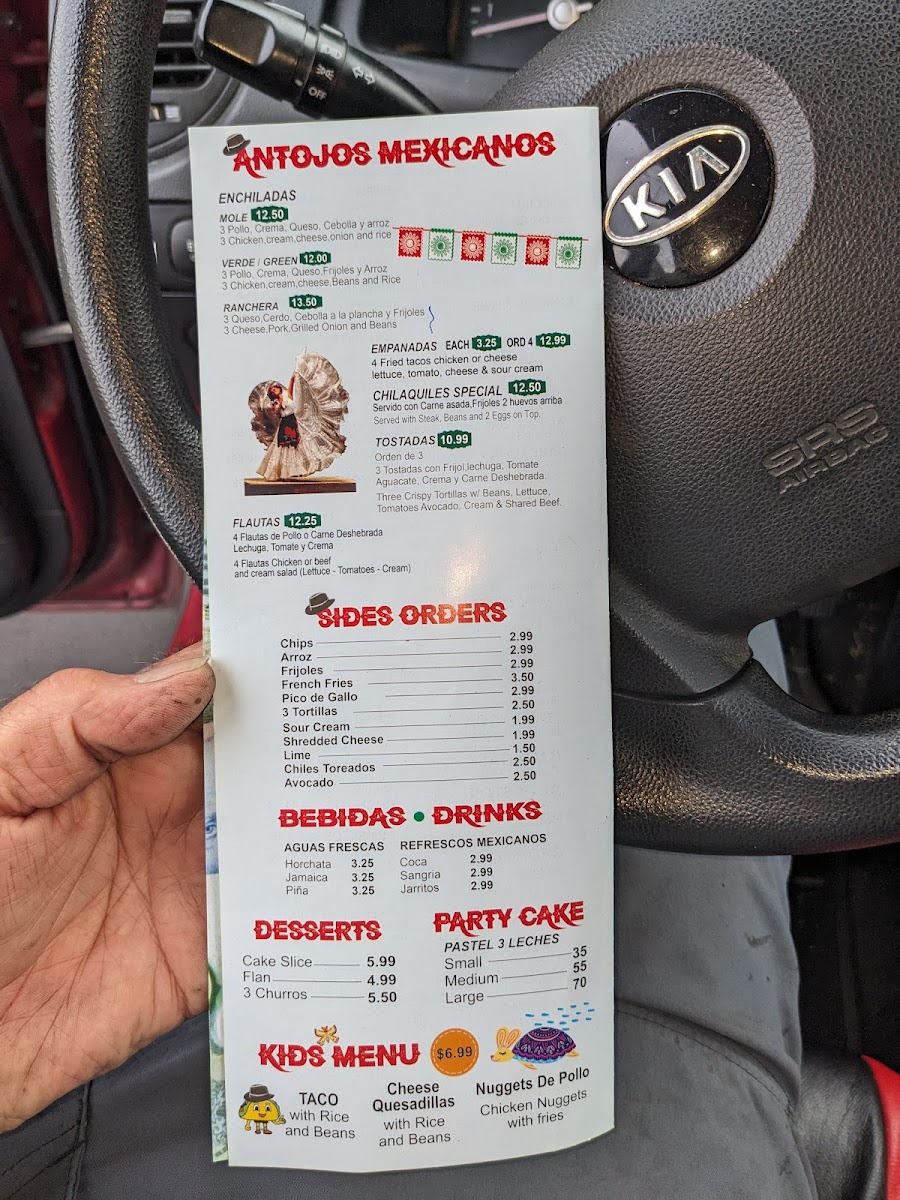 OFF
KIA
SRS
AIRBAG
ANTOJOS MEXICANOS
ENCHILADAS
MOLE 12.50
3 Pollo, Crema, Queso, Cebolla y arroz
3 Chicken,cream,cheese,onion and rice
VERDE / GREEN 12.00
3 Pollo, Crema, Queso,Frijoles y Arroz
3 Chicken,cream,cheese,Beans and Rice
RANCHERA 13.50
3 Queso,Cerdo, Cebolla a la plancha y Frijoles
3 Cheese,Pork,Grilled Onion and Beans
EMPANADAS EACH 3.25 ORD 4 12.99
4 Fried tacos chicken or cheese
lettuce, tomato, cheese & sour cream
CHILAQUILES SPECIAL 12.50
Servido con Carne asada,Frijoles 2 huevos arriba
Served with Steak, Beans and 2 Eggs on Top.
TOSTADAS 10.99
Orden de 3
3 Tostadas con Frijol,lechuga. Tomate
Aguacate, Crema y Carne Deshebrada.
Three Crispy Tortillas w/ Beans, Lettuce,
Tomatoes Avocado, Cream & Shared Beef.
FLAUTAS 12.25
4 Flautas de Pollo o Carne Deshebrada
Lechuga, Tomate y Crema
4 Flautas Chicken or beef
and cream salad (Lettuce - Tomatoes - Cream)
SIDES ORDERS
Chips 2.99
Arroz 2.99
Frijoles 2.99
French Fries 3.50
Pico de Gallo 2.99
3 Tortillas 2.50
Sour Cream 1.99
Shredded Cheese 1.99
Lime 1.50
Chiles Toreados 2.50
Avocado 2.50
BEBIDAS • DRINKS
AGUAS FRESCAS
Horchata 3.25
Jamaica 3.25
Piña 3.25
REFRESCOS MEXICANOS
Coca 2.99
Sangria 2.99
Jarritos 2.99
DESSERTS
Cake Slice 5.99
Flan 4.99
3 Churros 5.50
PARTY CAKE
PASTEL 3 LECHES
Small 35
Medium 55
Large 70
KIDS MENU $6.99
TACO
with Rice
and Beans
Cheese
Quesadillas
with Rice
and Beans
Nuggets De Pollo
Chicken Nuggets
with fries